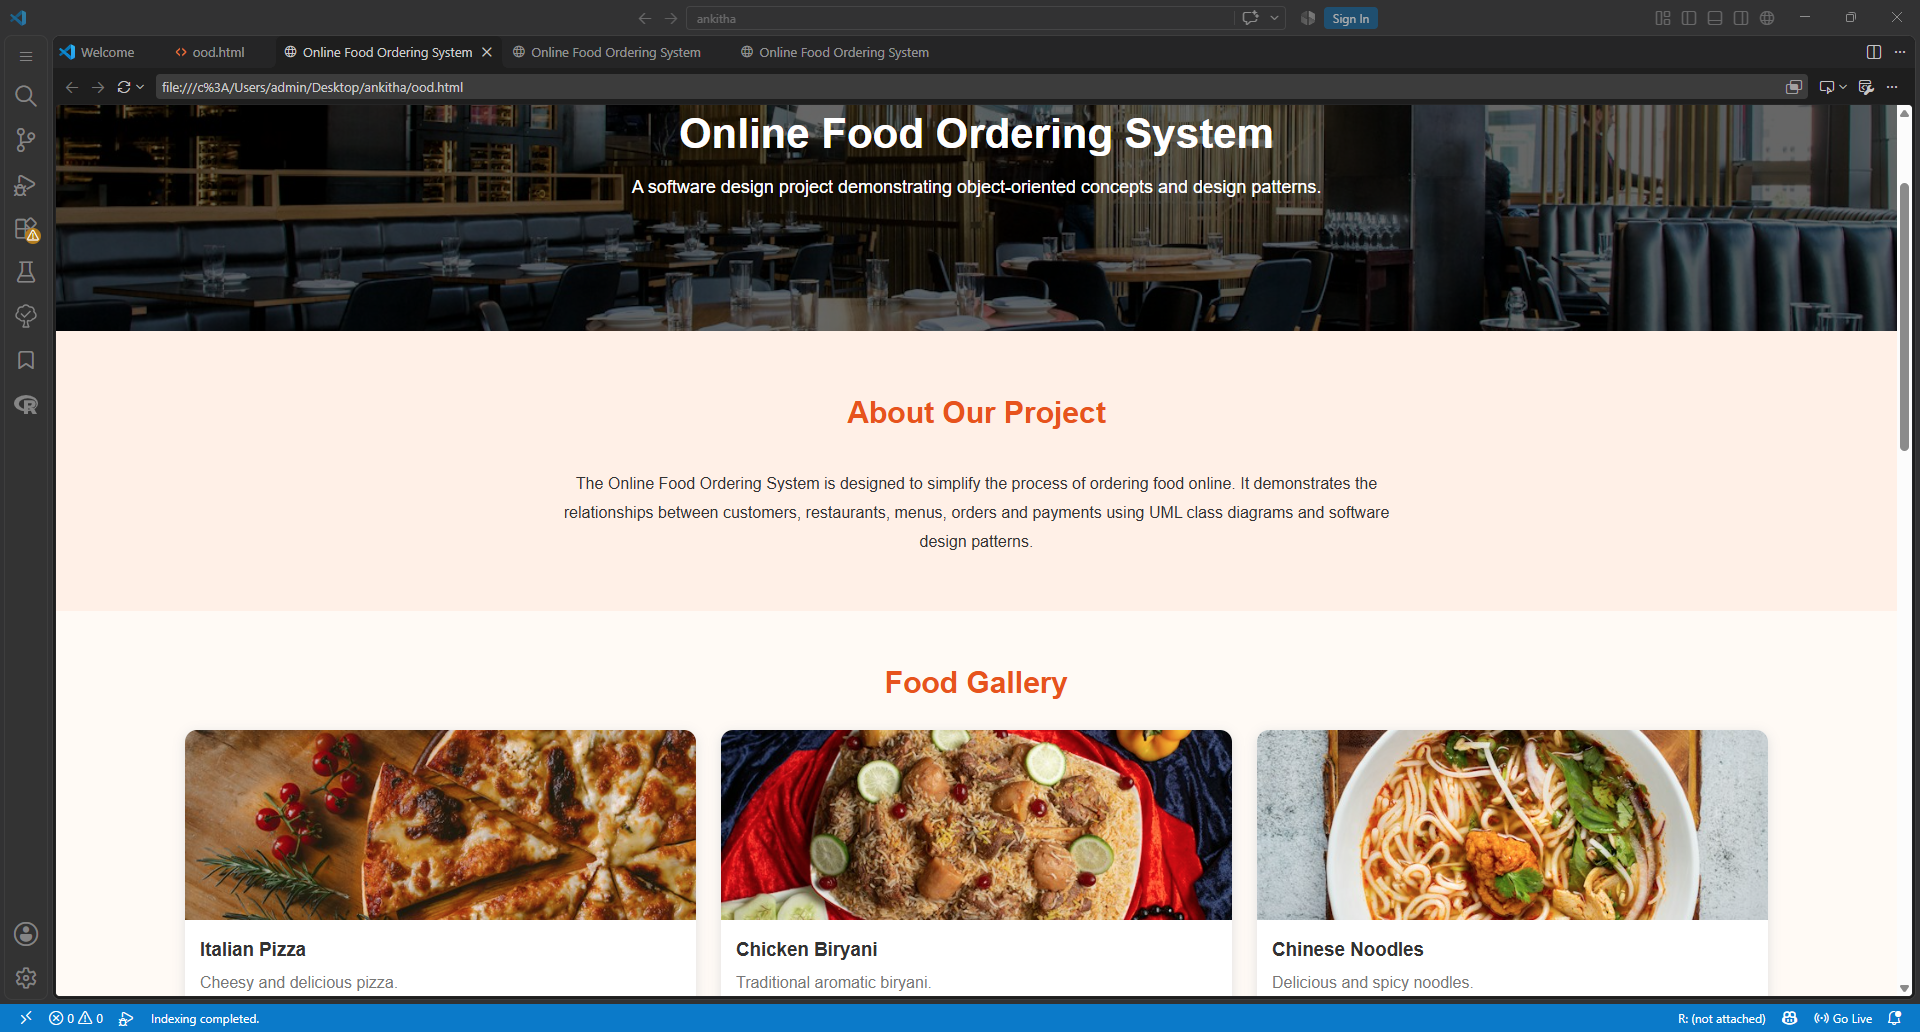 ankitha
Sign In
Welcome
ood.html
Online Food Ordering System
Online Food Ordering System
Online Food Ordering System
file:///c%3A/Users/admin/Desktop/ankitha/ood.html
Online Food Ordering System
A software design project demonstrating object-oriented concepts and design patterns.
About Our Project
The Online Food Ordering System is designed to simplify the process of ordering food online. It demonstrates the
relationships between customers, restaurants, menus, orders and payments using UML class diagrams and software
design patterns.
Food Gallery
Italian Pizza
Cheesy and delicious pizza.
Chicken Biryani
Traditional aromatic biryani.
Chinese Noodles
Delicious and spicy noodles.
0 0 Indexing completed. R: (not attached) Go Live